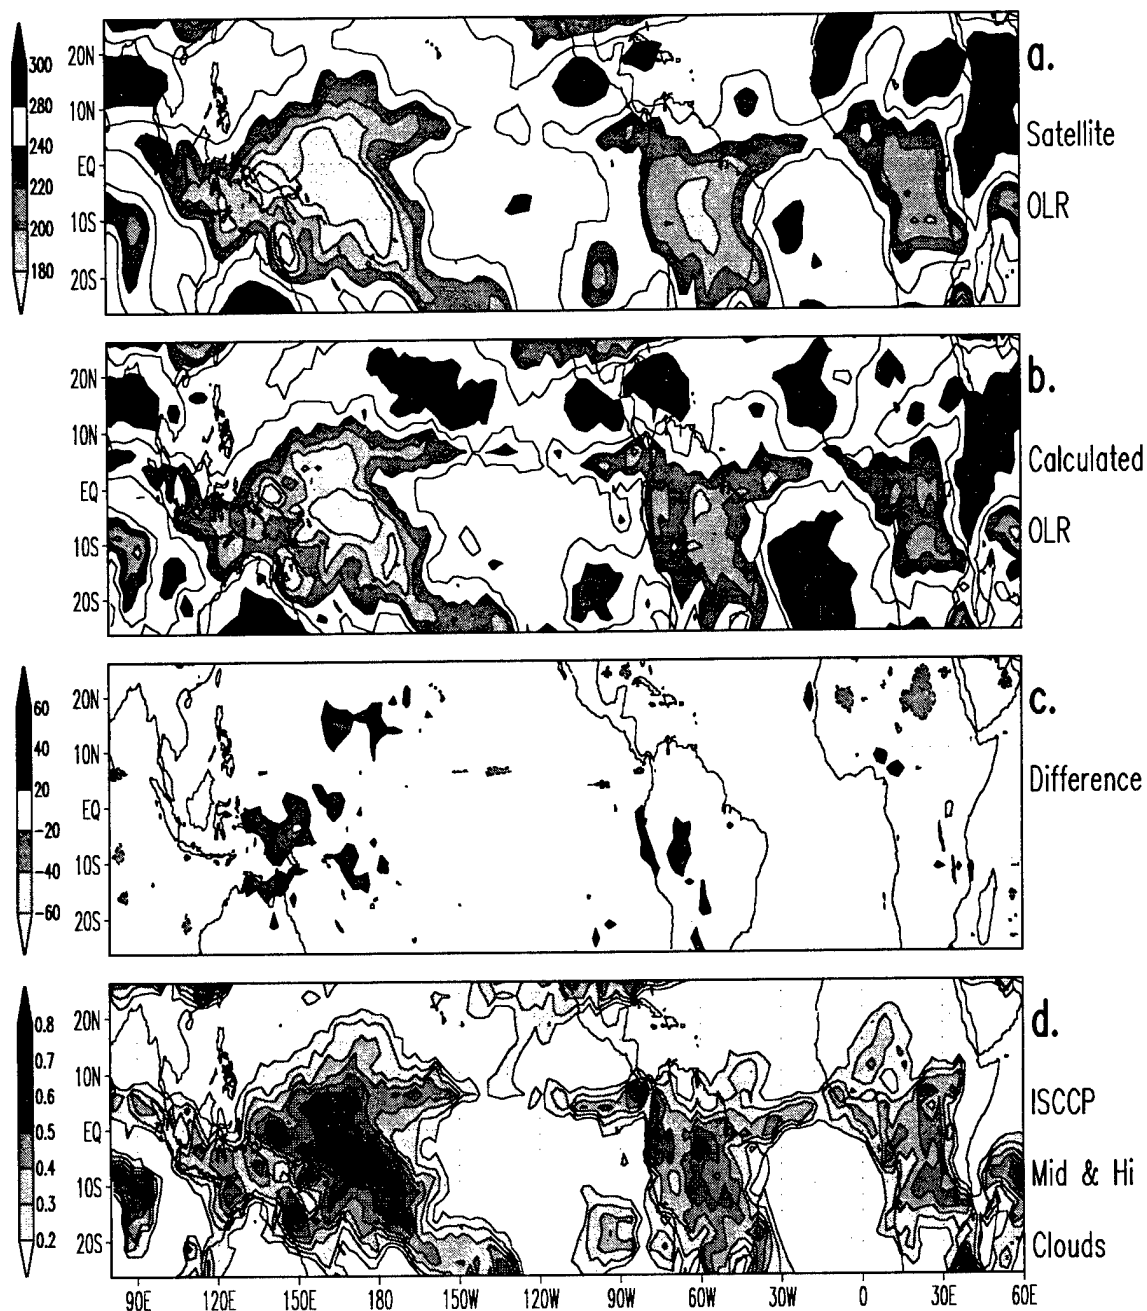 a.
Satellite
OLR
300
280
240
220
200
180
20N
10N
EQ
10S
20S
b.
Calculated
OLR
20N
10N
EQ
10S
20S
c.
Difference
60
40
20
-20
-40
-60
20N
10N
EQ
10S
20S
d.
ISCCP
Mid & Hi
Clouds
0.8
0.7
0.6
0.5
0.4
0.3
0.2
20N
10N
EQ
10S
20S
90E 120E 150E 180 150W 120W 90W 60W 30W 0 30E 60E